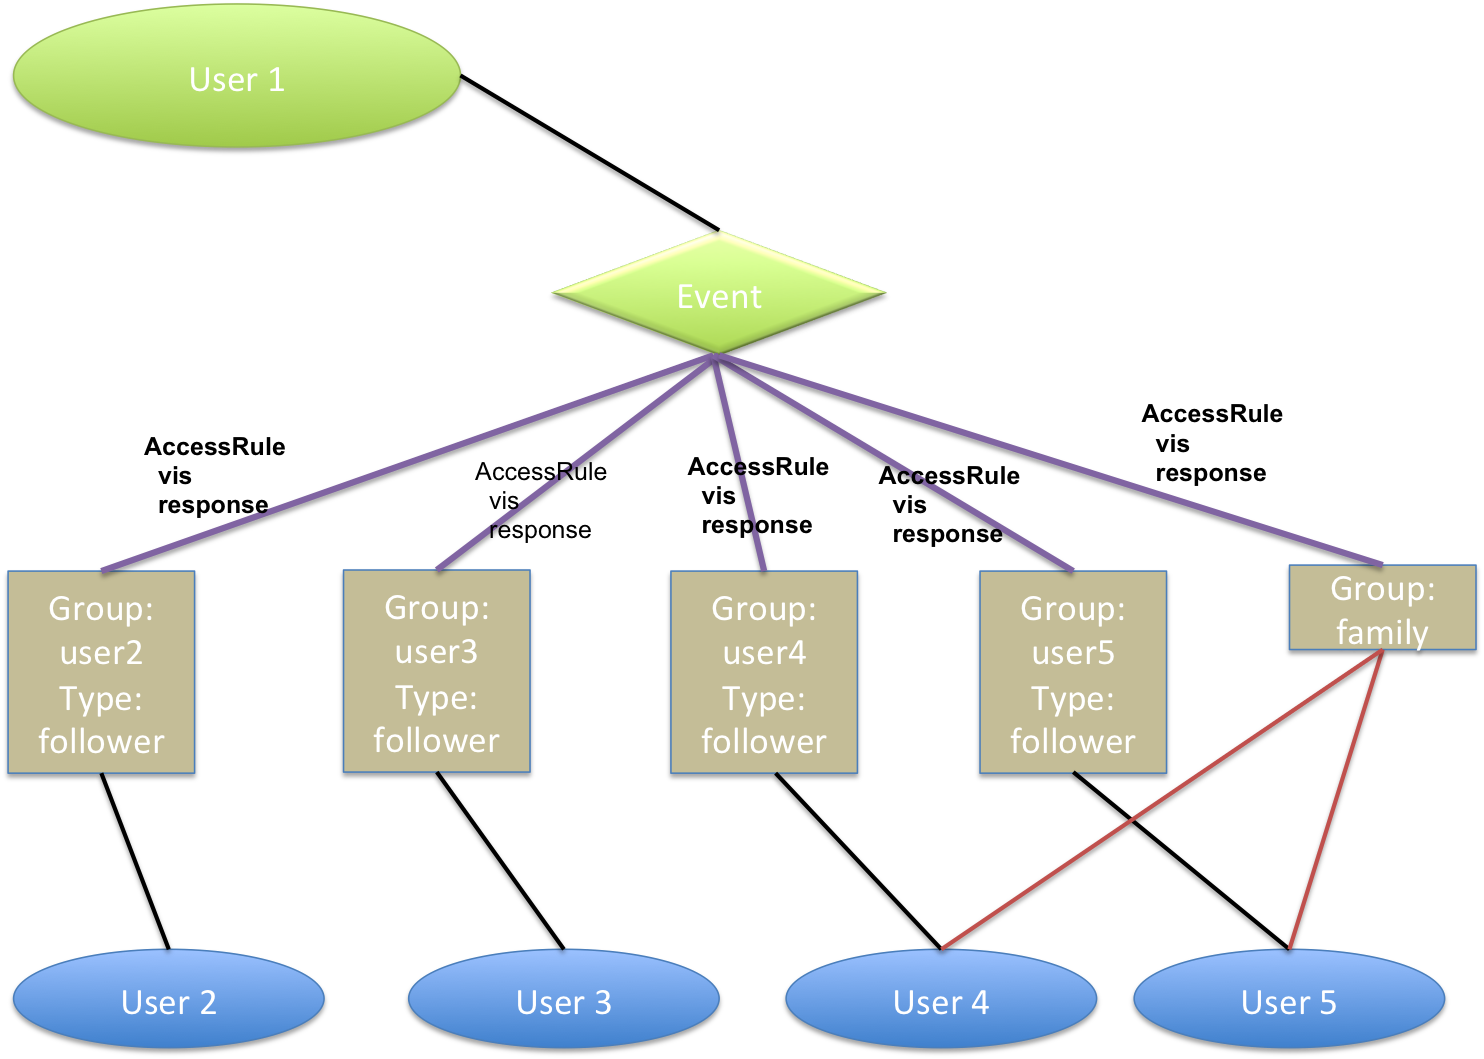 User 1
Event
AccessRule
vis
response
AccessRule
vis
response
AccessRule
vis
response
AccessRule
vis
response
AccessRule
vis
response
Group:
user2
Type:
follower
Group:
user3
Type:
follower
Group:
user4
Type:
follower
Group:
user5
Type:
follower
Group:
family
User 2
User 3
User 4
User 5